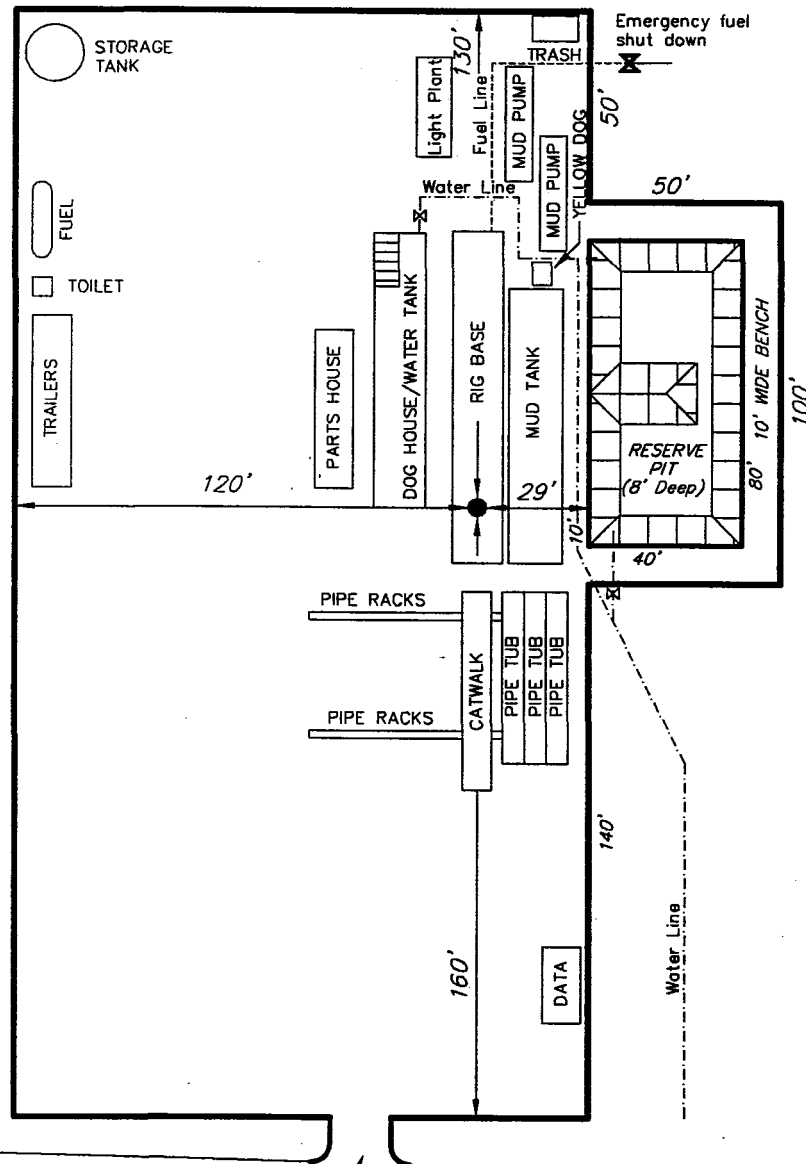 STORAGE
TANK
130'
Light Plant
Fuel Line
TRASH
Emergency fuel
shut down
MUD PUMP
50'
MUD PUMP
YELLOW DOG
Water Line
50'
FUEL
TOILET
TRAILERS
PARTS HOUSE
DOG HOUSE/WATER TANK
RIG BASE
MUD TANK
RESERVE
PIT
(8' Deep)
80'
10' WIDE BENCH
100'
120'
29'
10'
40'
PIPE RACKS
CATWALK
PIPE TUB
PIPE TUB
PIPE TUB
PIPE RACKS
140'
160'
DATA
Water Line